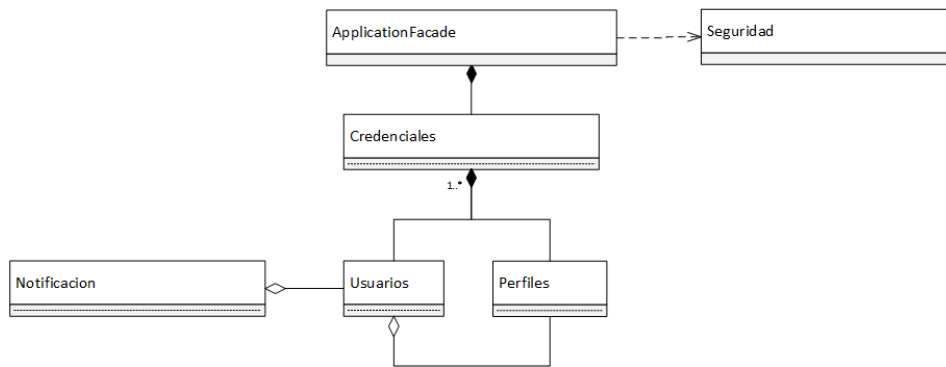 ApplicationFacade
Seguridad
Credenciales
1..*
Notificacion
Usuarios
Perfiles